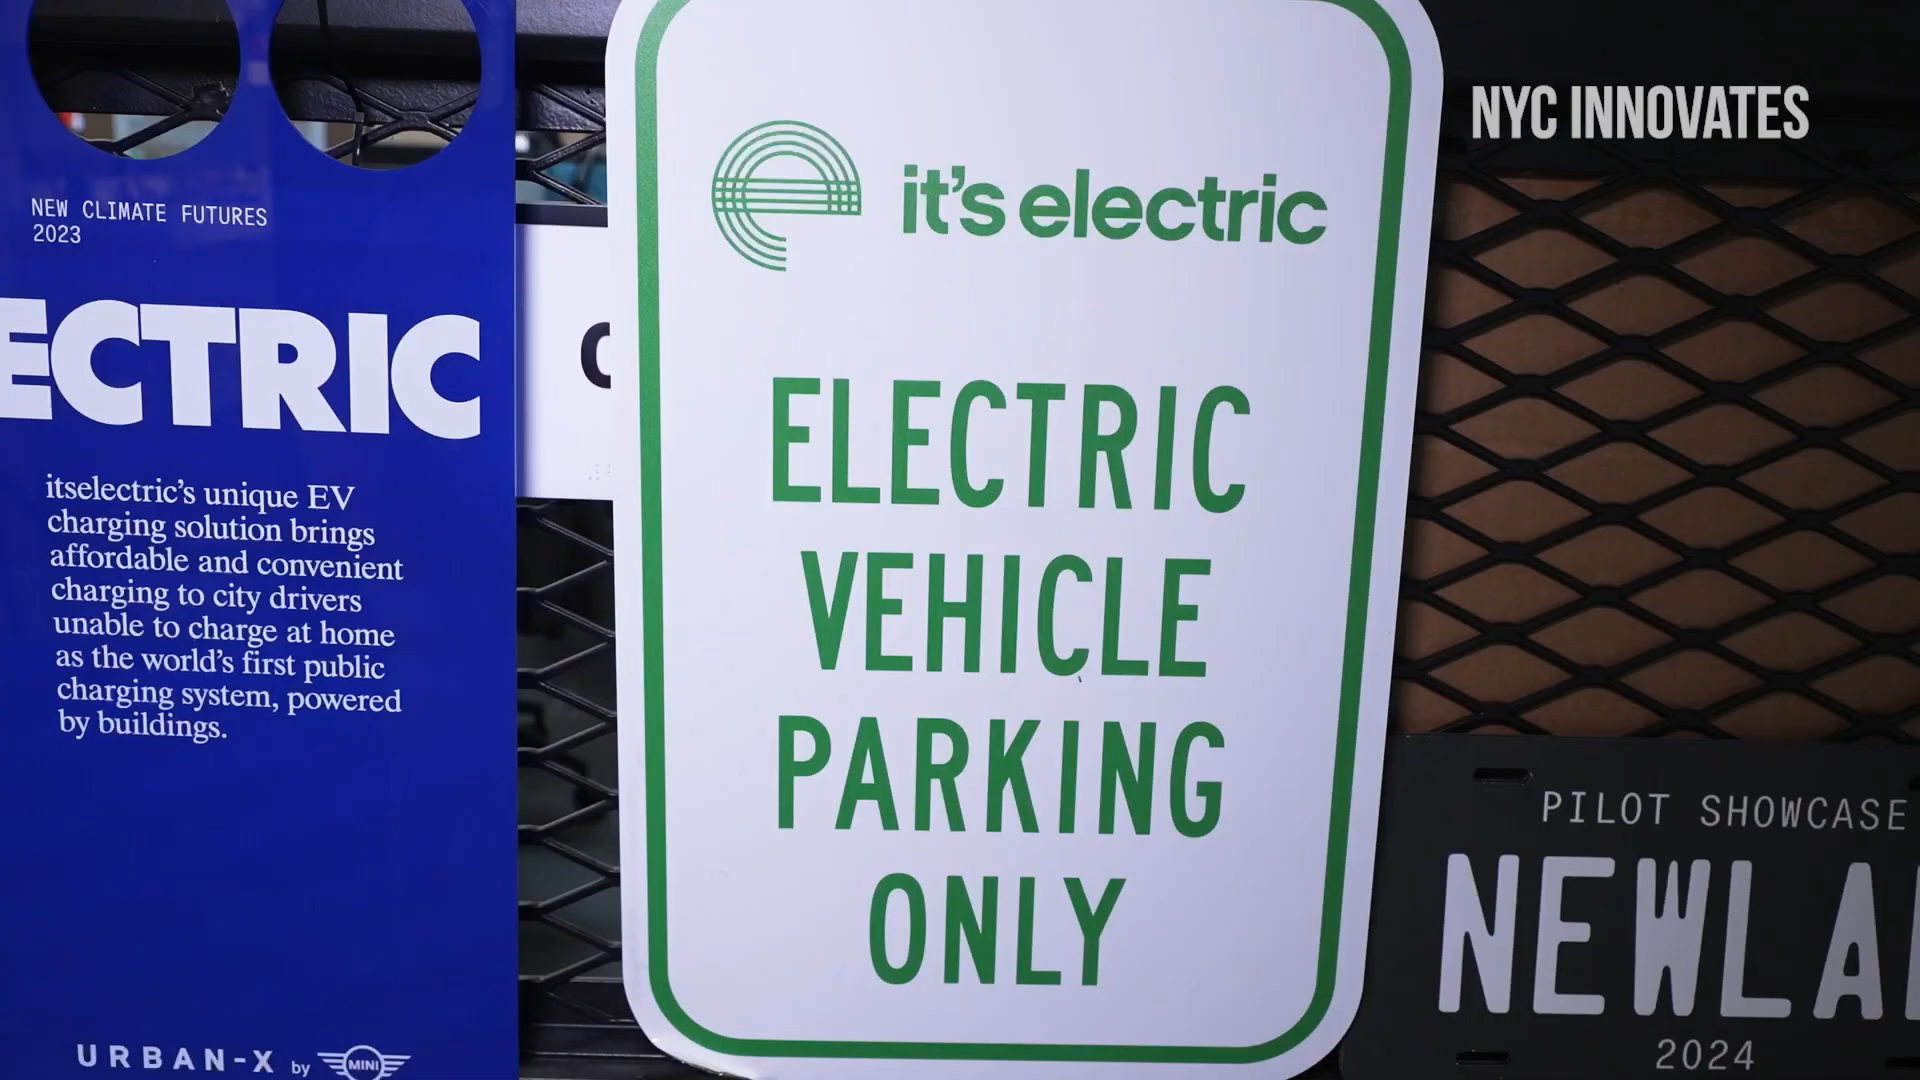 NEW CLIMATE FUTURES
2023
ECTRIC
itselectric's unique EV
charging solution brings
affordable and convenient
charging to city drivers
unable to charge at home
as the world's first public
charging system, powered
by buildings.
URBAN-X by MINI
it's electric
ELECTRIC
VEHICLE
PARKING
ONLY
NYC INNOVATES
PILOT SHOWCASE
NEWLA
2024